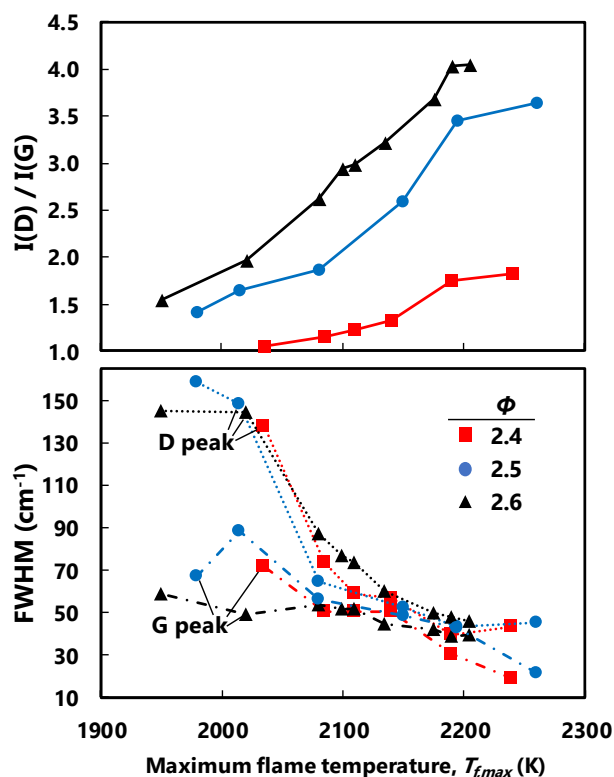 4.5
4.0
3.5
3.0
2.5
2.0
1.5
1.0
I(D) / I(G)
150
130
110
90
70
50
30
10
FWHM (cm⁻¹)
D peak
G peak
Φ
2.4
2.5
2.6
1900 2000 2100 2200 2300
Maximum flame temperature, T_{f,max} (K)